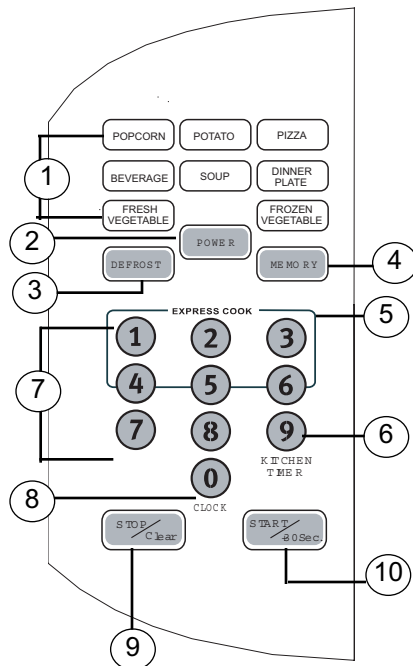 POPCORN POTATO PIZZA
BEVERAGE SOUP DINNER
PLATE
FRESH
VEGETABLE
FROZEN
VEGETABLE
1
2
POWER
DEFROST
MEMORY
4
3
EXPRESS COOK
5
1 2 3
4 5 6
7
7 8 9
6
KITCHEN
TIMER
0
8
CLOCK
STOP/Clear
START/+30Sec.
10
9